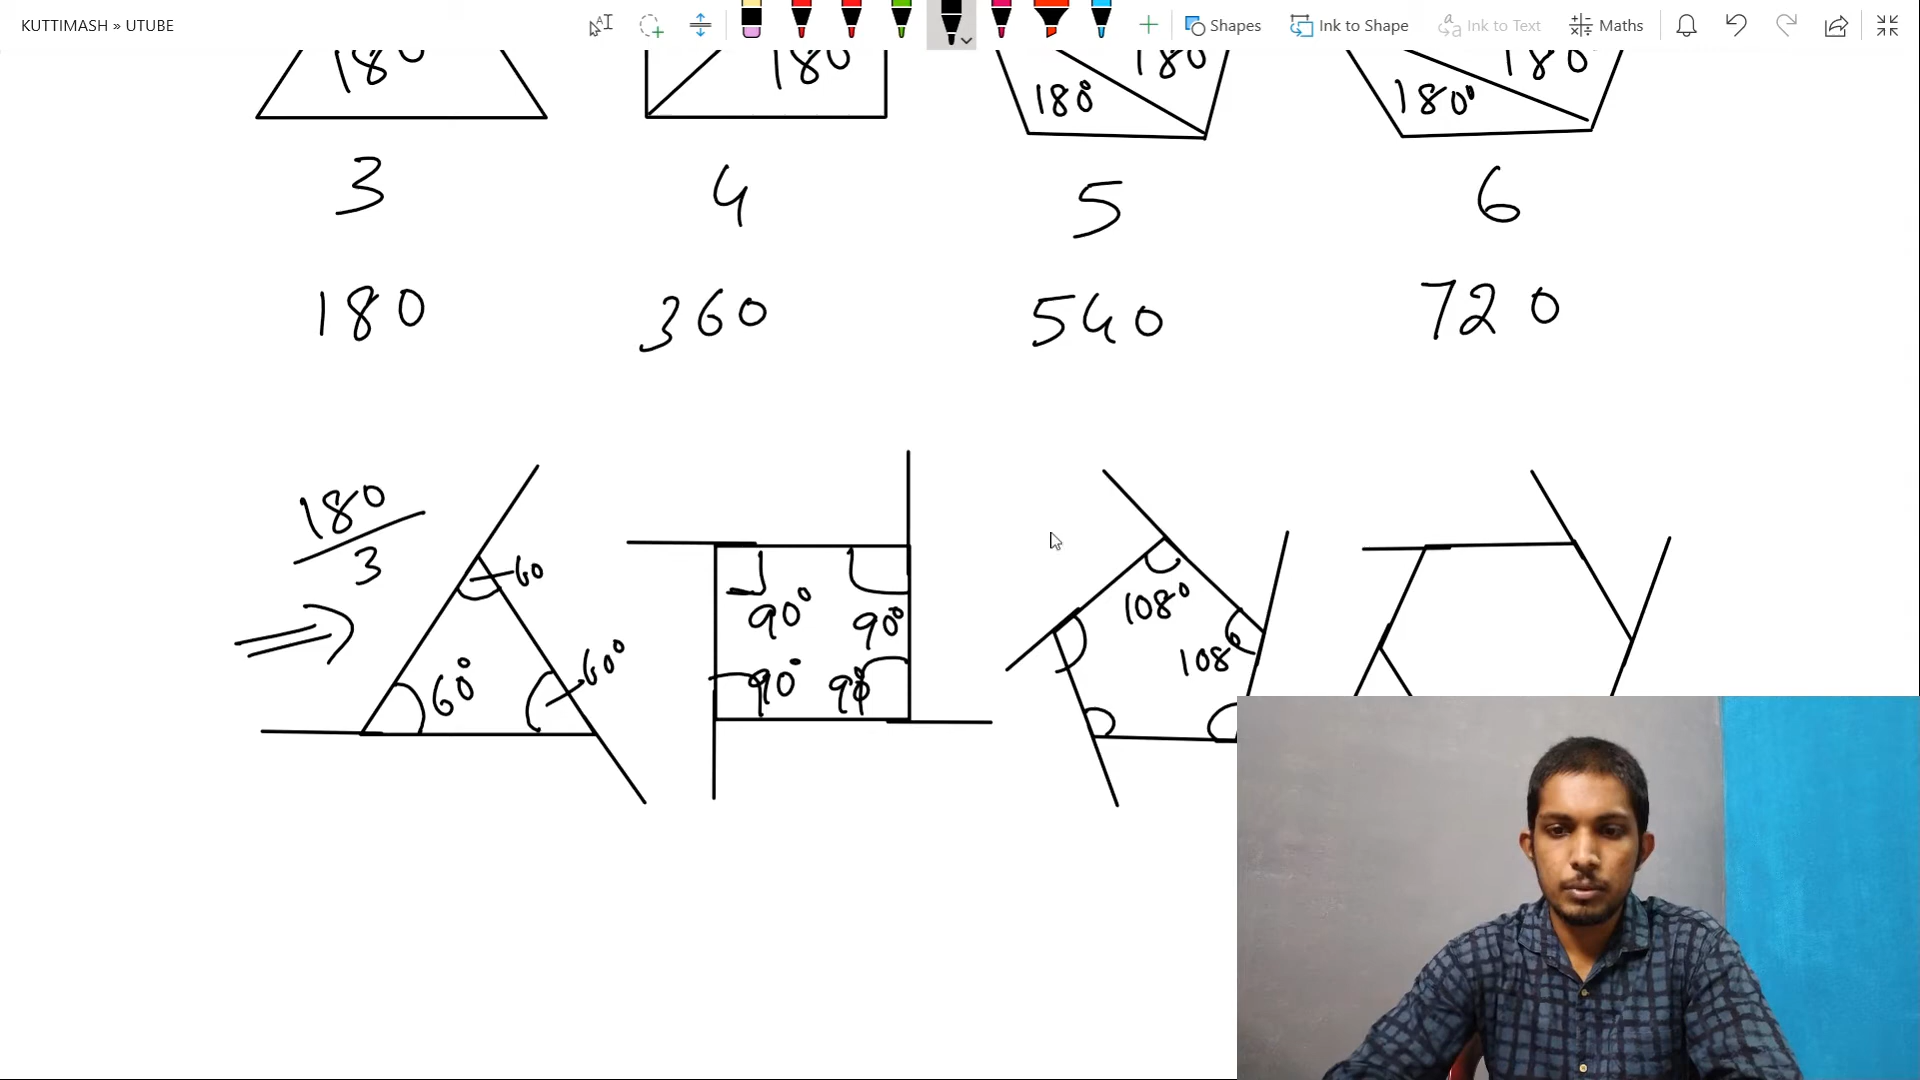 KUTTIMASH » UTUBE
Shapes
Ink to Shape
Ink to Text
Maths
180 180 180 180
180° 180°
3 4 5 6
180 360 540 720
180
3
60
60° 60°
90° 90°
90° 90°
108°
108°